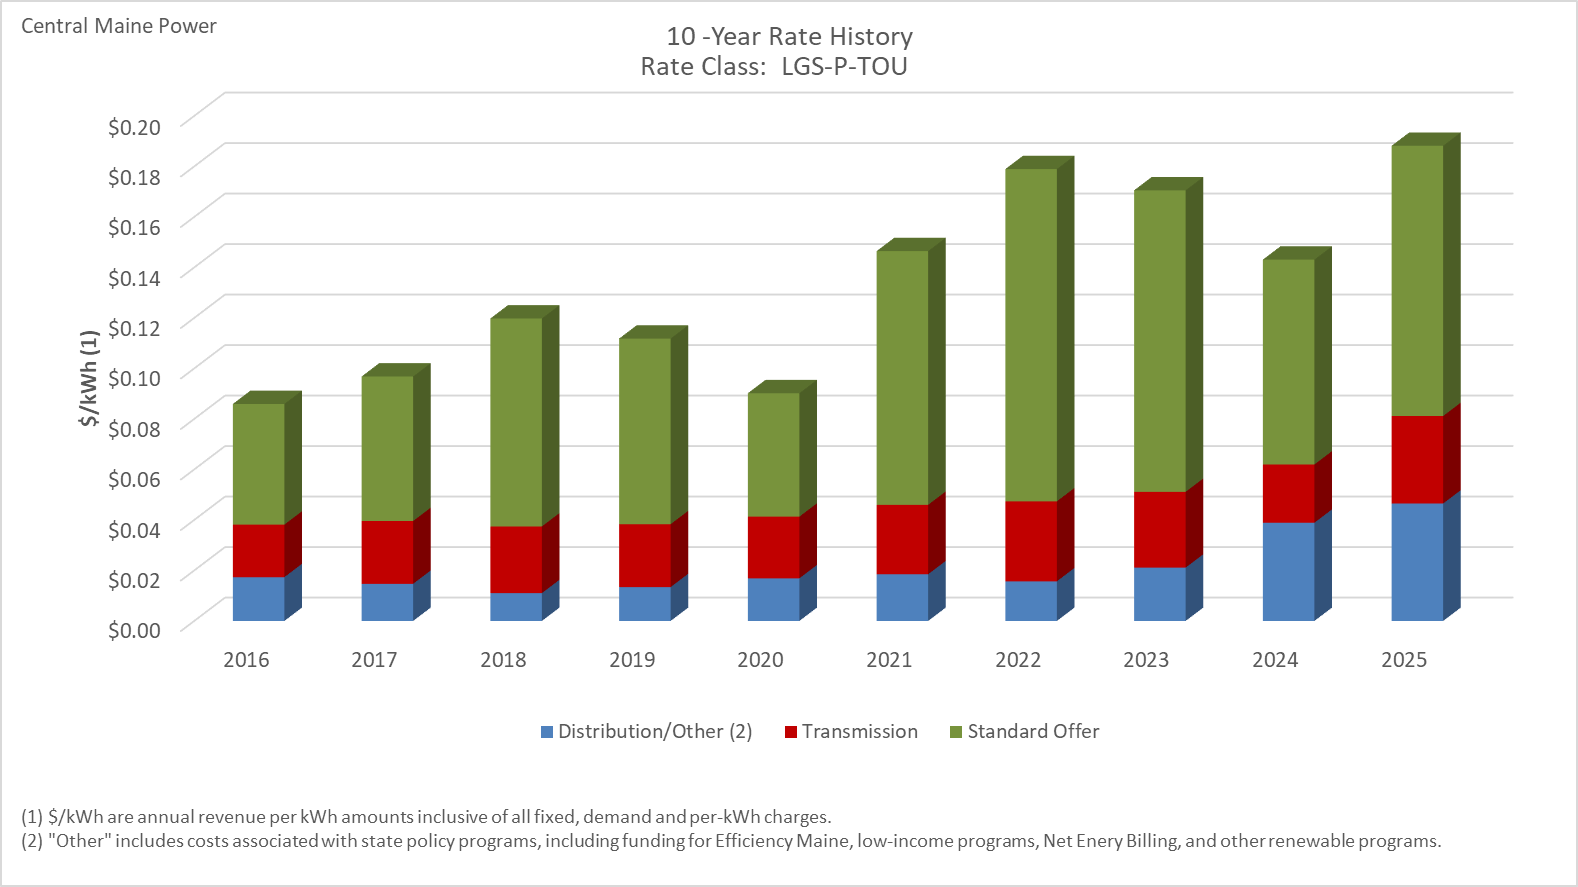 Central Maine Power
10 -Year Rate History
Rate Class:  LGS-P-TOU
$0.20
$0.18
$0.16
$0.14
$0.12
$0.10
$0.08
$0.06
$0.04
$0.02
$0.00
$/kWh (1)
2016 2017 2018 2019 2020 2021 2022 2023 2024 2025
Distribution/Other (2) Transmission Standard Offer
(1) $/kWh are annual revenue per kWh amounts inclusive of all fixed, demand and per-kWh charges.
(2) "Other" includes costs associated with state policy programs, including funding for Efficiency Maine, low-income programs, Net Enery Billing, and other renewable programs.